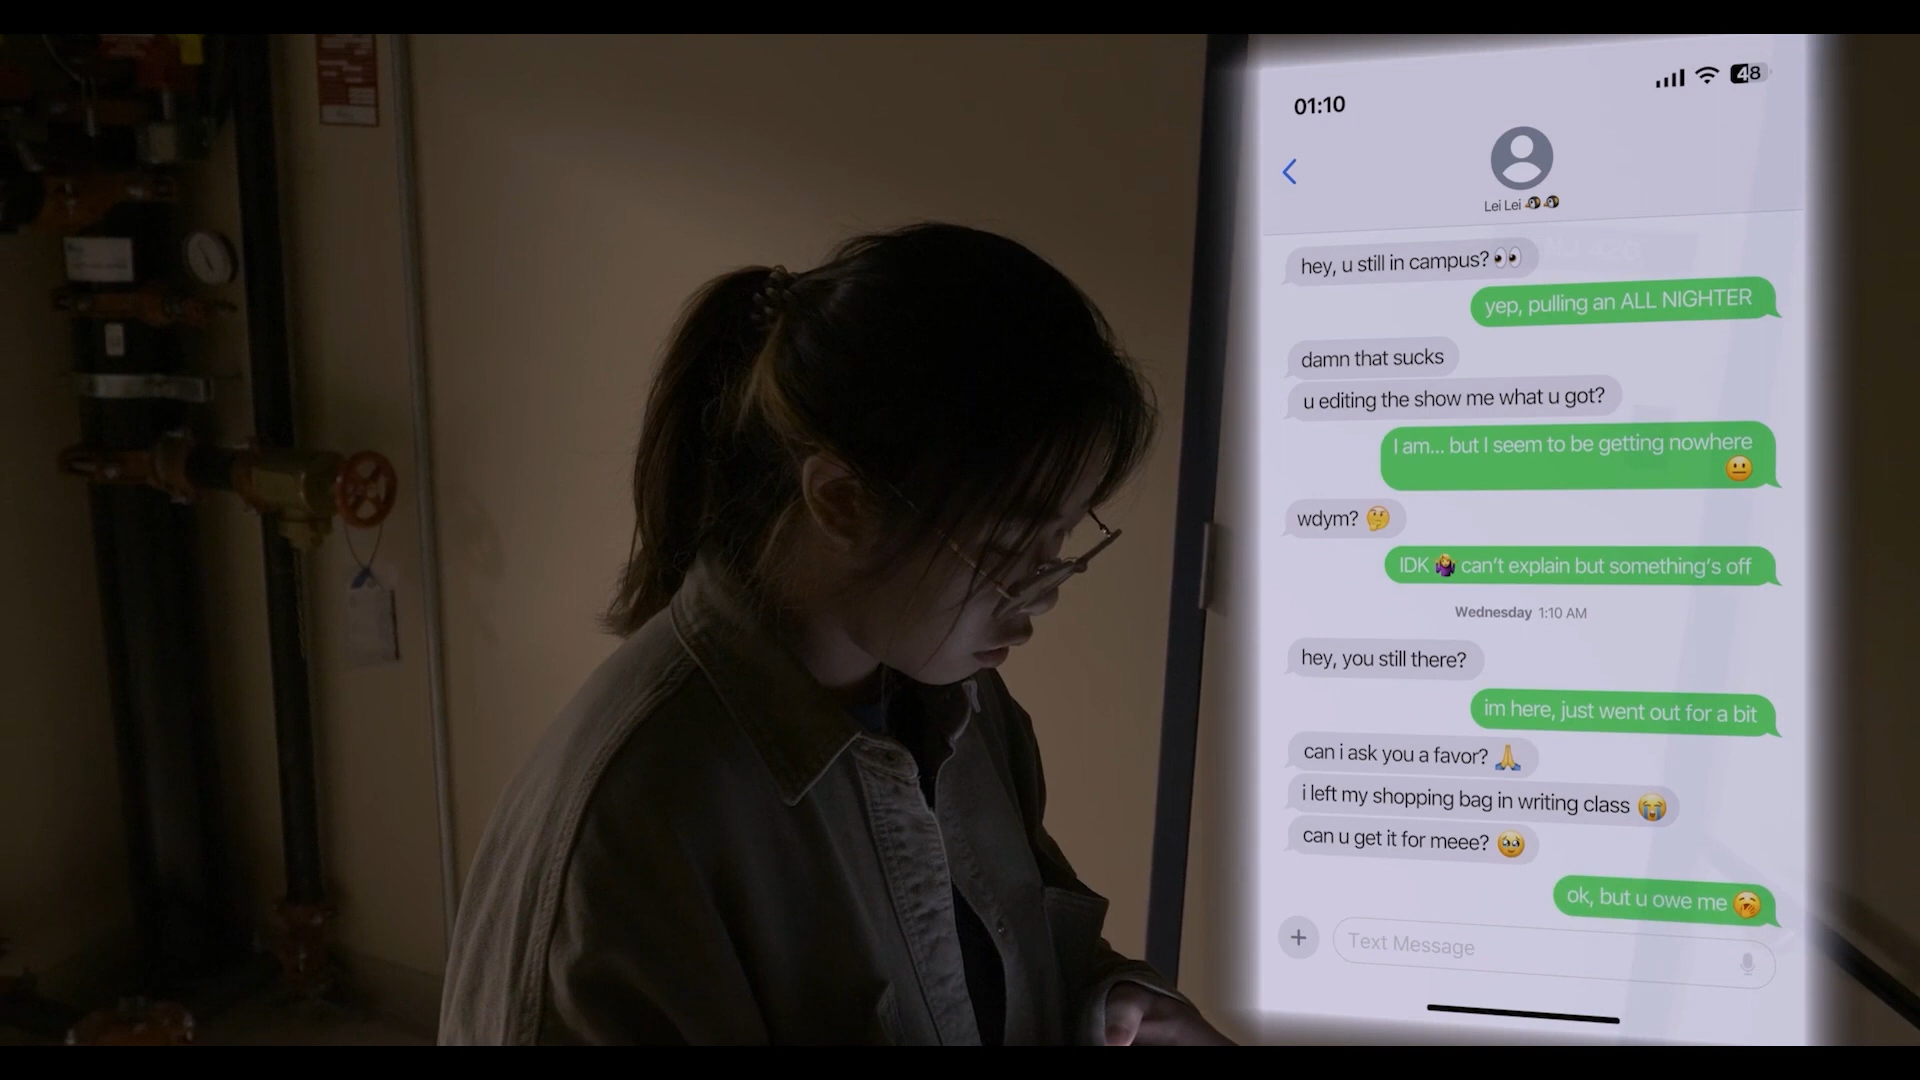 01:10
48
Lei Lei 🐧🐧
hey, u still in campus? 👀
yep, pulling an ALL NIGHTER
damn that sucks
u editing the show me what u got?
I am... but I seem to be getting nowhere
😐
wdym? 🤔
IDK 🤷‍♀️ can't explain but something's off
Wednesday 1:10 AM
hey, you still there?
im here, just went out for a bit
can i ask you a favor? 🙏
i left my shopping bag in writing class 😭
can u get it for meee? 🥹
ok, but u owe me 🥱
Text Message